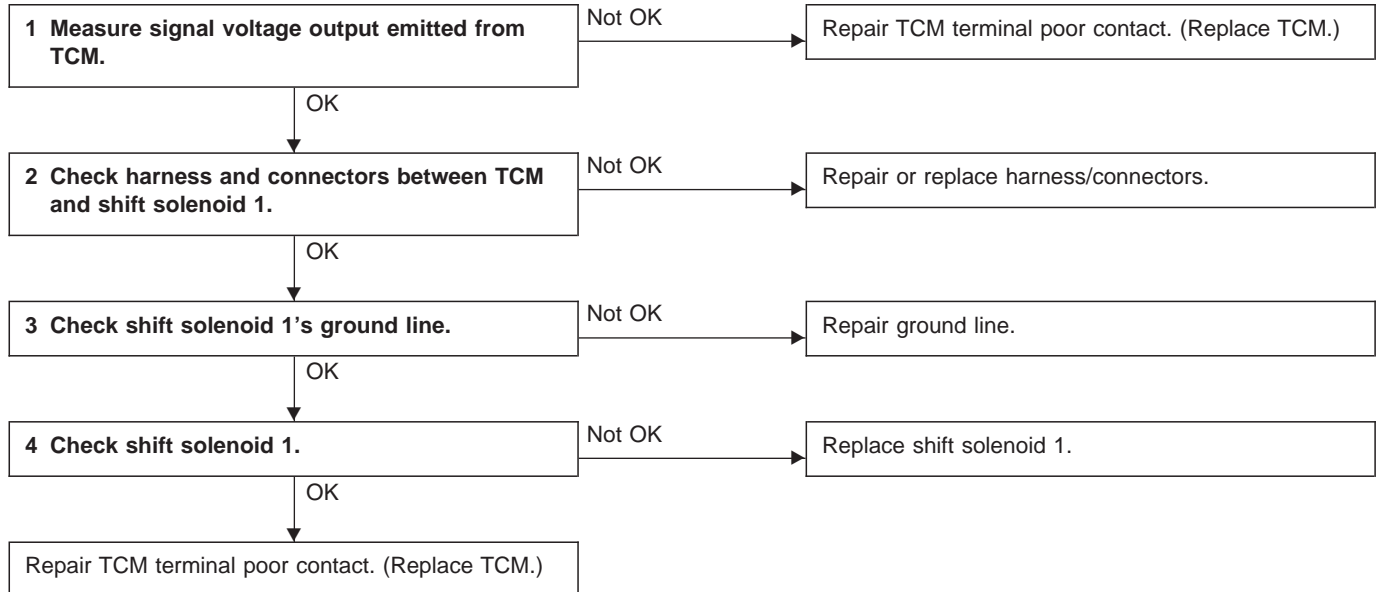 1 Measure signal voltage output emitted from
TCM.
Not OK
Repair TCM terminal poor contact. (Replace TCM.)
OK
2 Check harness and connectors between TCM
and shift solenoid 1.
Not OK
Repair or replace harness/connectors.
OK
3 Check shift solenoid 1’s ground line.
Not OK
Repair ground line.
OK
4 Check shift solenoid 1.
Not OK
Replace shift solenoid 1.
OK
Repair TCM terminal poor contact. (Replace TCM.)